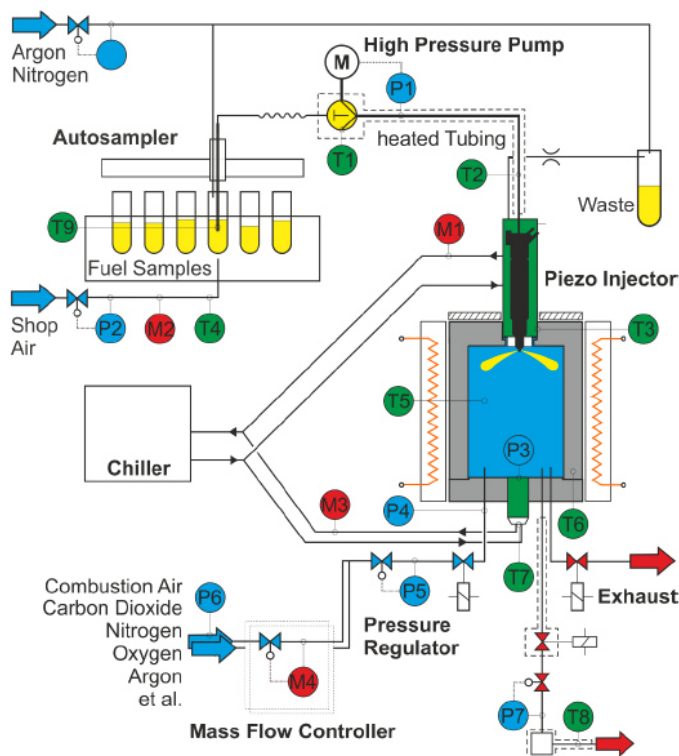 Argon
Nitrogen
High Pressure Pump
M
P1
T1
heated Tubing
T2
Autosampler
Waste
T9
Fuel Samples
M1
Piezo Injector
Shop
Air
P2
M2
T4
T3
T5
Chiller
P3
M3
P4
T6
T7
Combustion Air
Carbon Dioxide
Nitrogen
Oxygen
Argon
et al.
P6
P5
Pressure
Regulator
Exhaust
M4
Mass Flow Controller
P7
T8